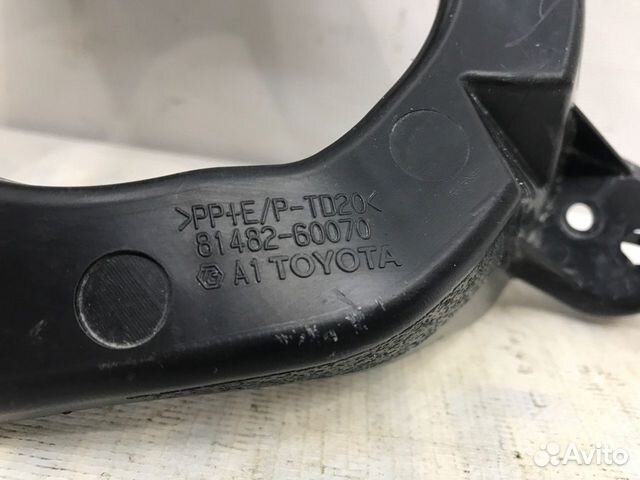 >PP+E/P-TD20<
81482-60070
A1 TOYOTA
Avito